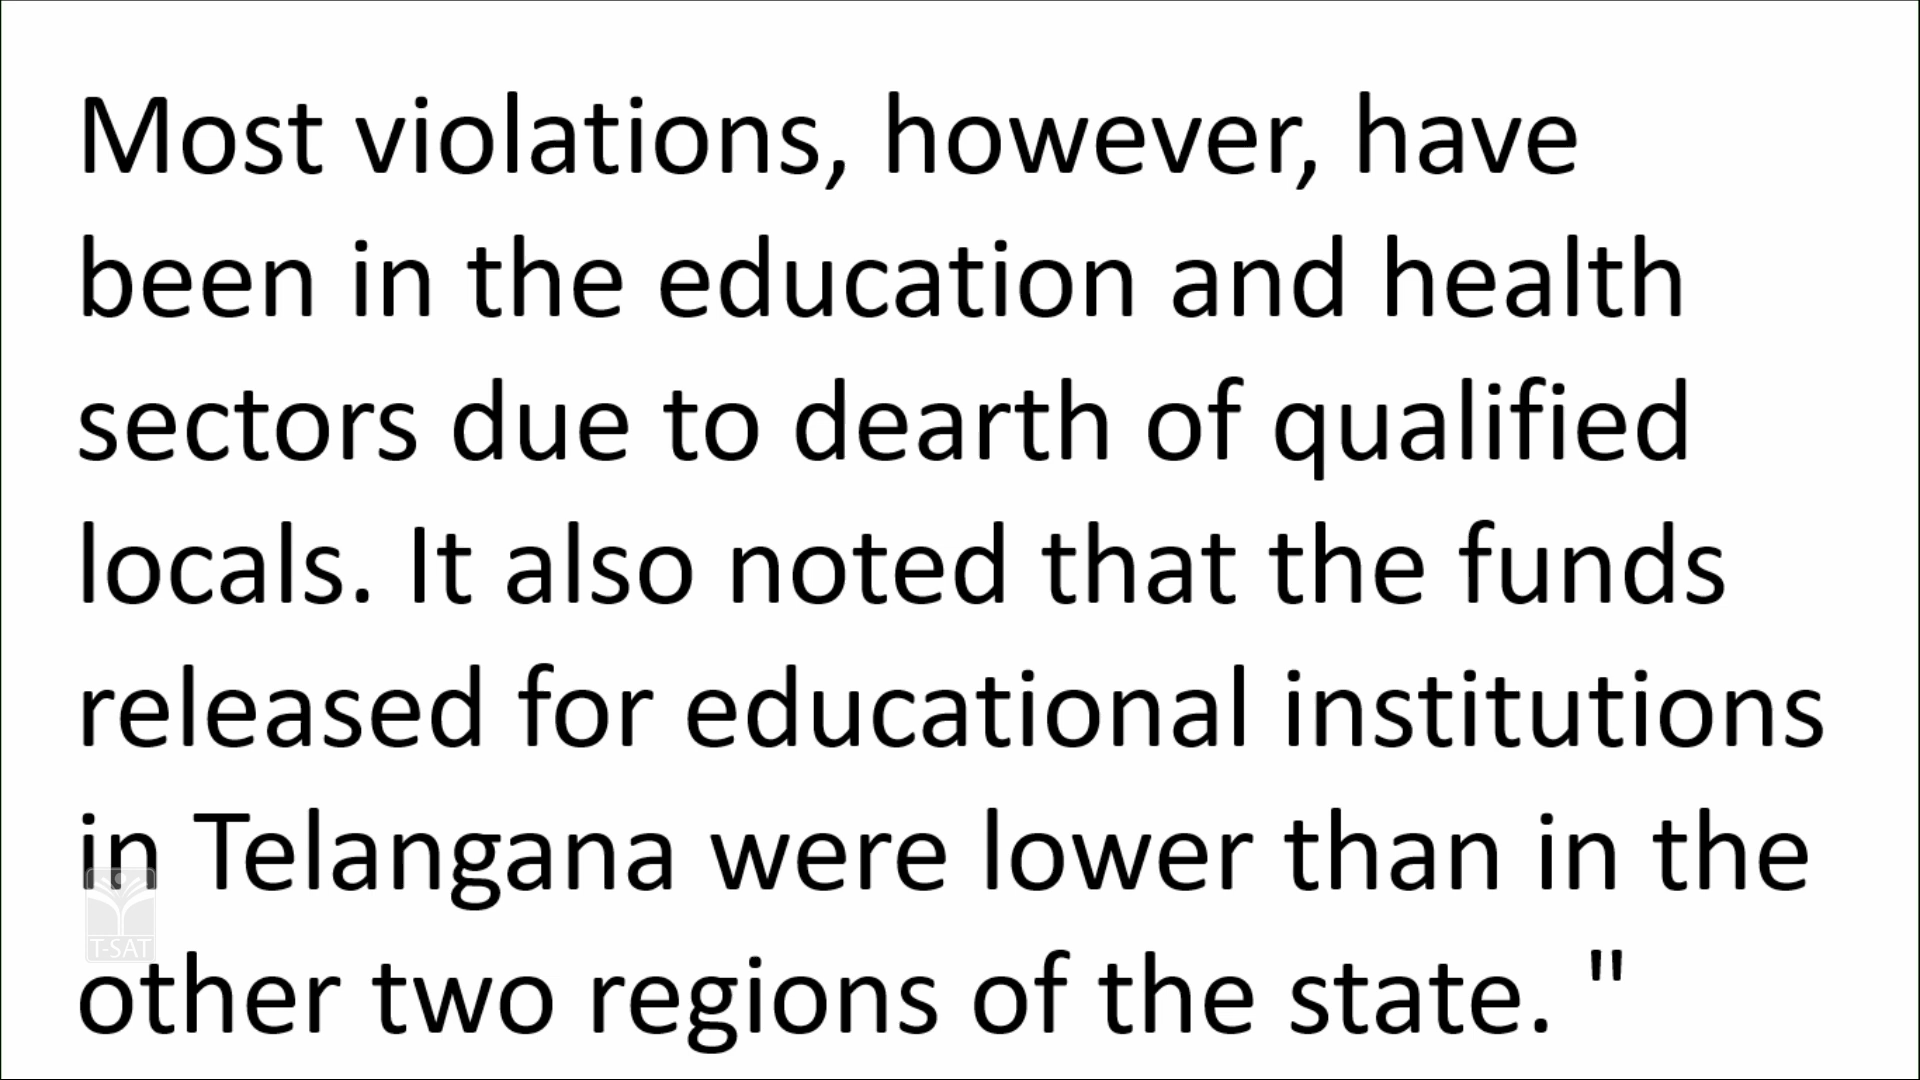 Most violations, however, have
been in the education and health
sectors due to dearth of qualified
locals. It also noted that the funds
released for educational institutions
in Telangana were lower than in the
T-SAT
other two regions of the state. "